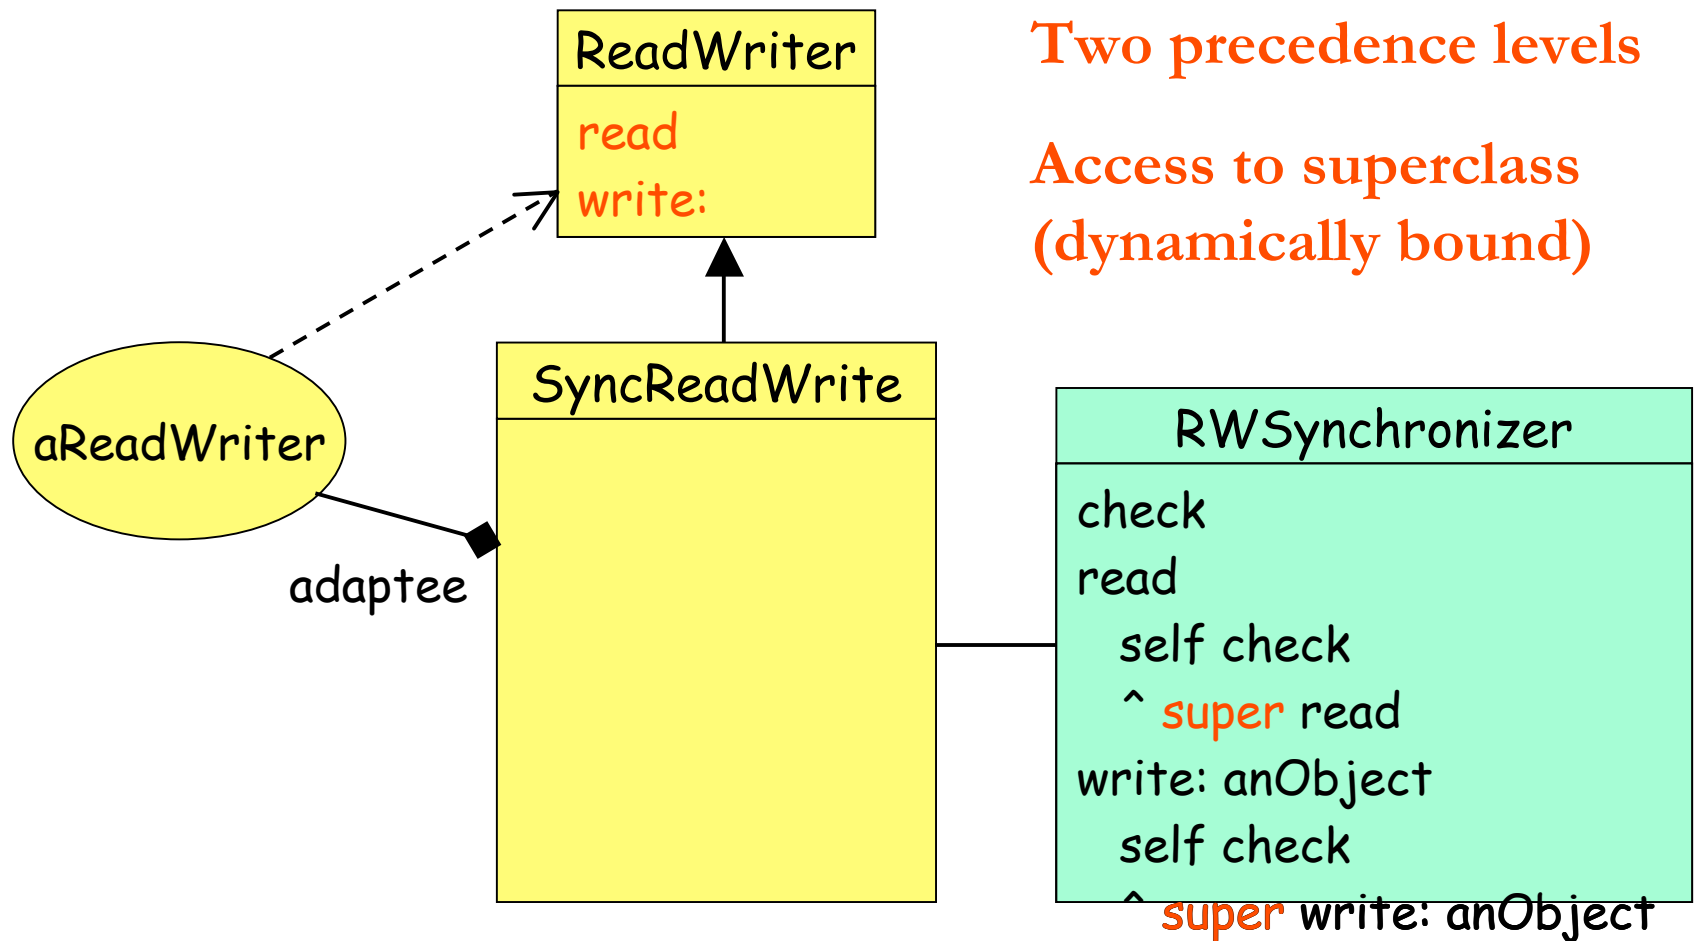 ReadWriter
read
write:
Two precedence levels
Access to superclass
(dynamically bound)
aReadWriter
adaptee
SyncReadWrite
RWSynchronizer
check
read
self check
^ super read
write: anObject
self check
^ super write: anObject